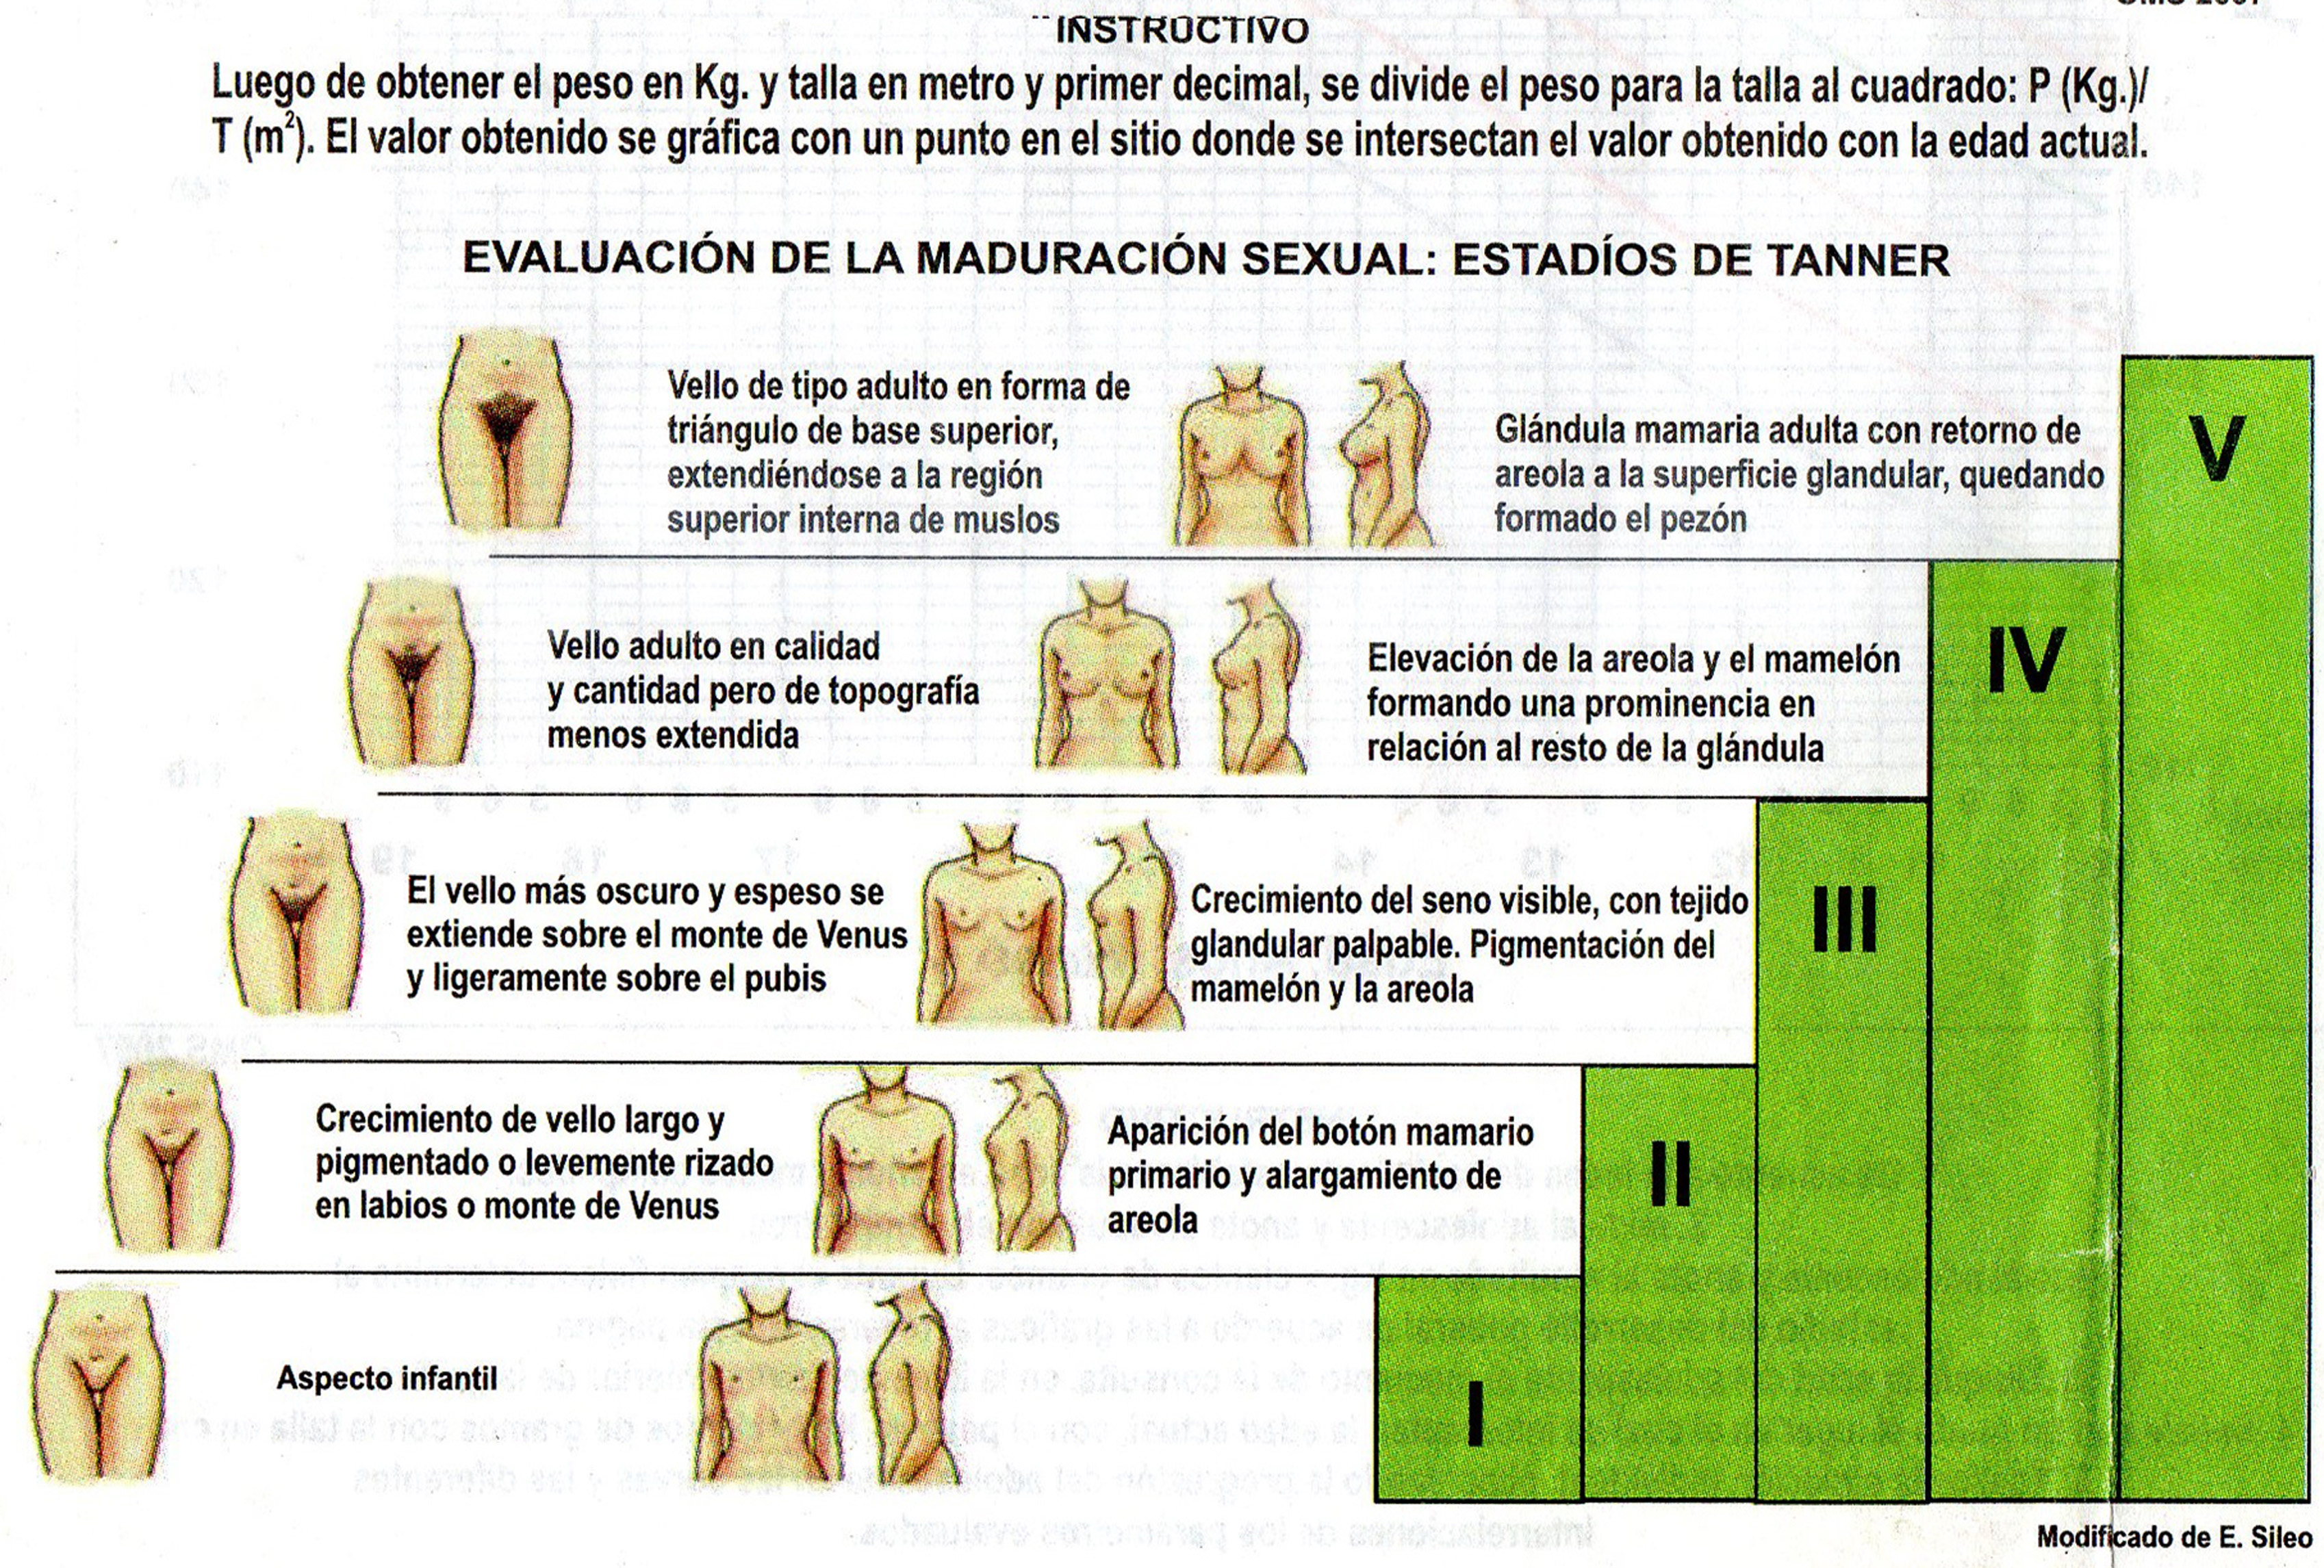 INSTRUCTIVO
Luego de obtener el peso en Kg. y talla en metro y primer decimal, se divide el peso para la talla al cuadrado: P (Kg.)/
T (m²). El valor obtenido se gráfica con un punto en el sitio donde se intersectan el valor obtenido con la edad actual.
EVALUACIÓN DE LA MADURACIÓN SEXUAL: ESTADÍOS DE TANNER
Vello de tipo adulto en forma de
triángulo de base superior,
extendiéndose a la región
superior interna de muslos
Glándula mamaria adulta con retorno de
areola a la superficie glandular, quedando
formado el pezón
V
Vello adulto en calidad
y cantidad pero de topografía
menos extendida
Elevación de la areola y el mamelón
formando una prominencia en
relación al resto de la glándula
IV
El vello más oscuro y espeso se
extiende sobre el monte de Venus
y ligeramente sobre el pubis
Crecimiento del seno visible, con tejido
glandular palpable. Pigmentación del
mamelón y la areola
III
Crecimiento de vello largo y
pigmentado o levemente rizado
en labios o monte de Venus
Aparición del botón mamario
primario y alargamiento de
areola
II
Aspecto infantil
I
Modificado de E. Sileo